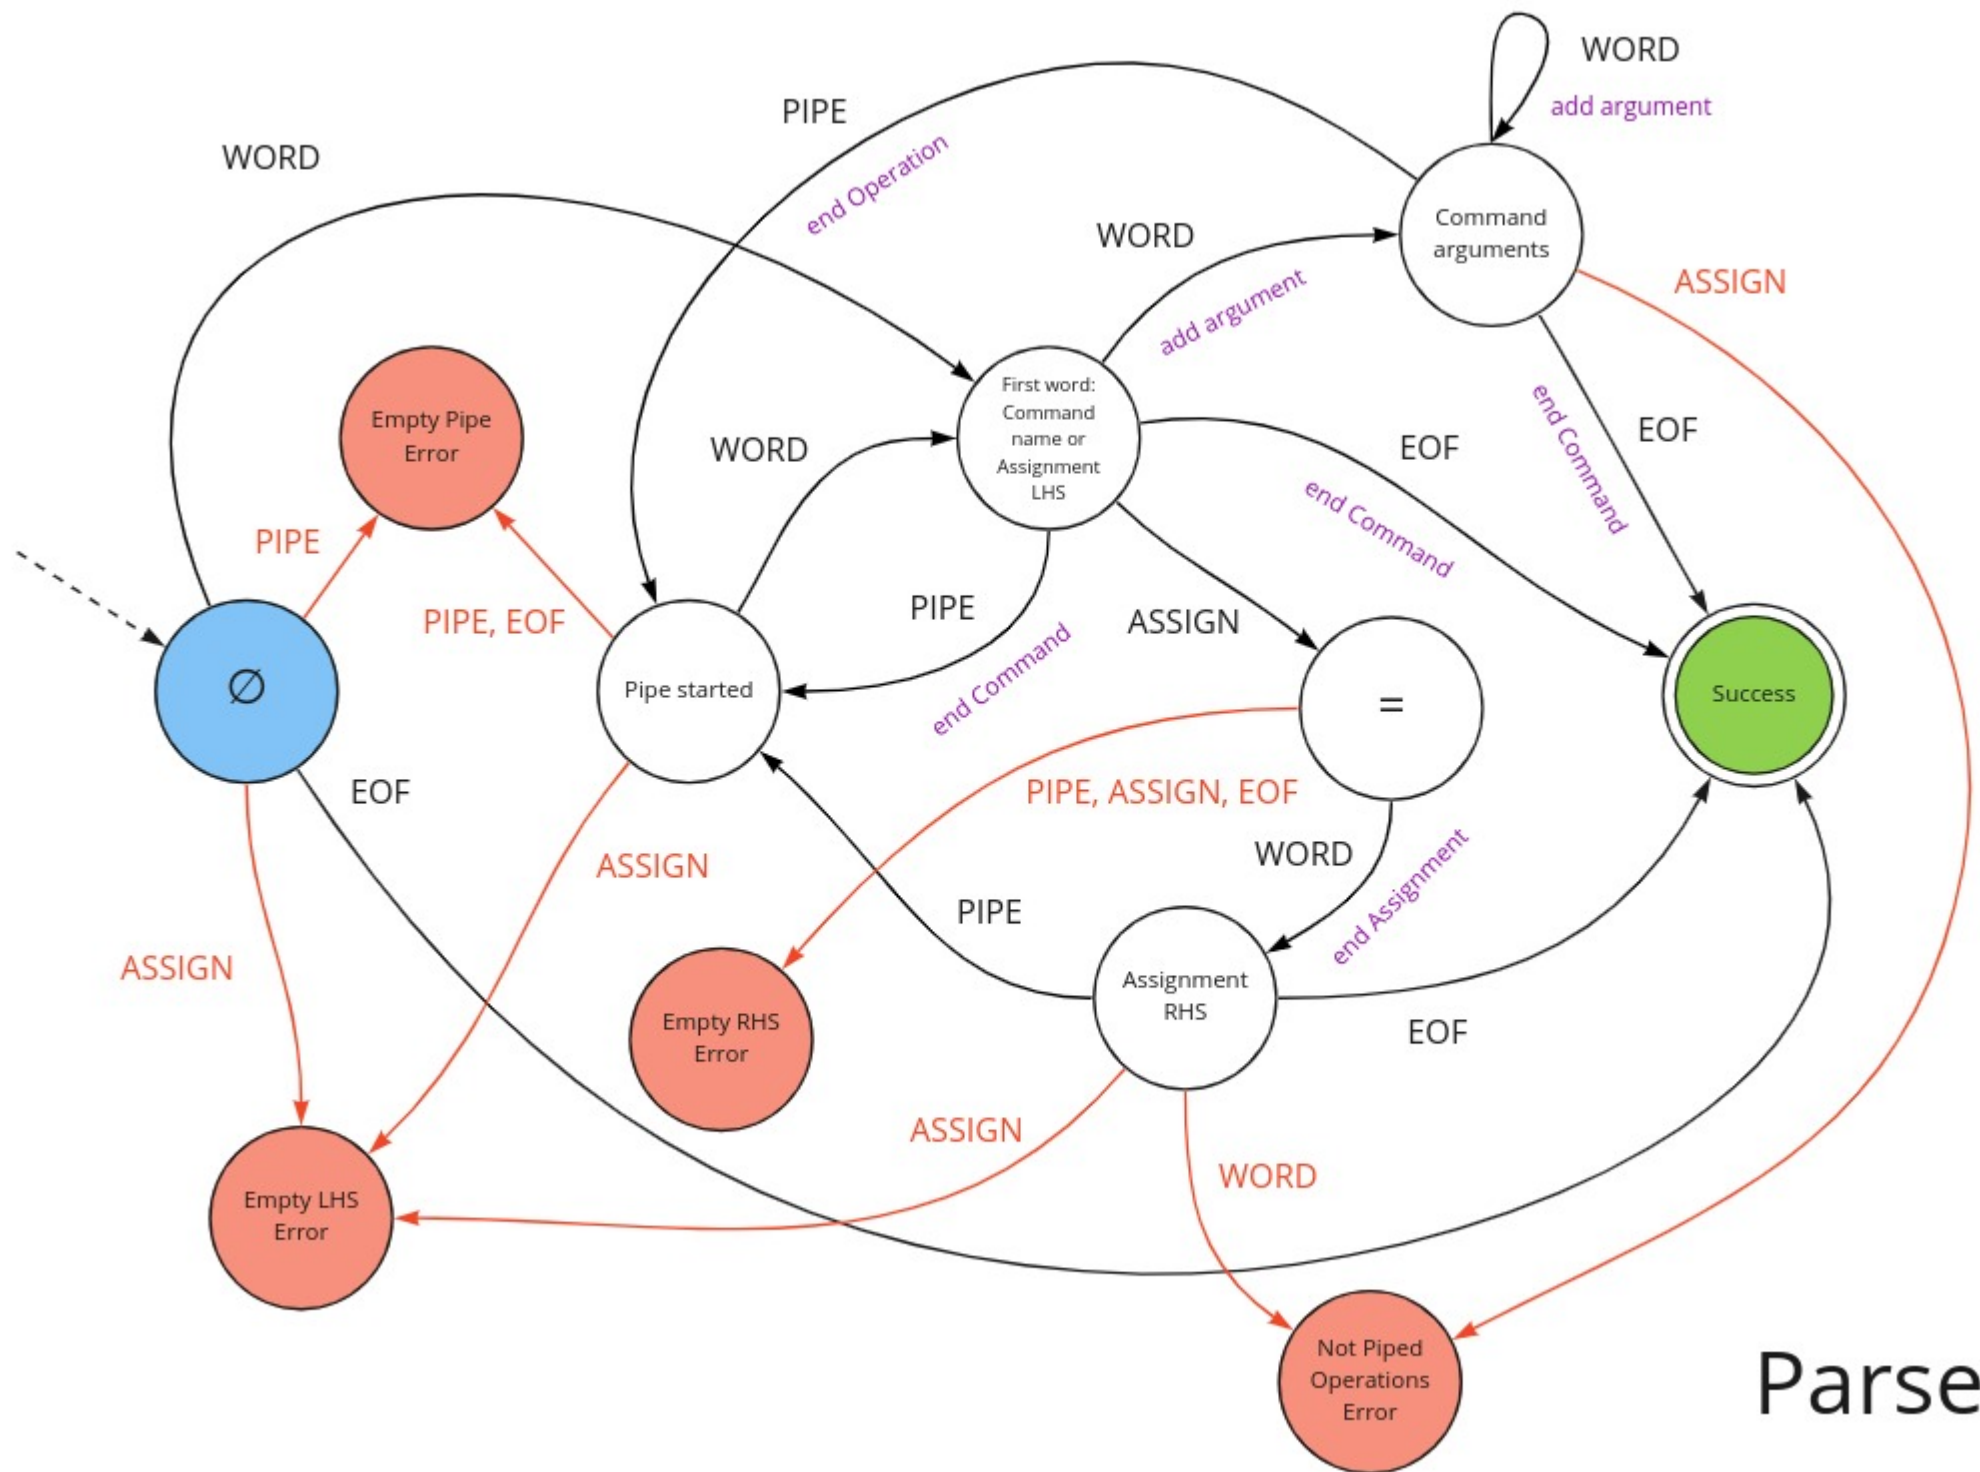 WORD
add argument
PIPE
end Operation
WORD
WORD
add argument
Command
arguments
ASSIGN
First word:
Command
name or
Assignment
LHS
Empty Pipe
Error
WORD
EOF
end Command
EOF
end Command
PIPE
PIPE, EOF
PIPE
end Command
ASSIGN
∅
Pipe started
=
Success
EOF
PIPE, ASSIGN, EOF
ASSIGN
WORD
end Assignment
PIPE
ASSIGN
Assignment
RHS
Empty RHS
Error
EOF
ASSIGN
WORD
Empty LHS
Error
Not Piped
Operations
Error
Parse